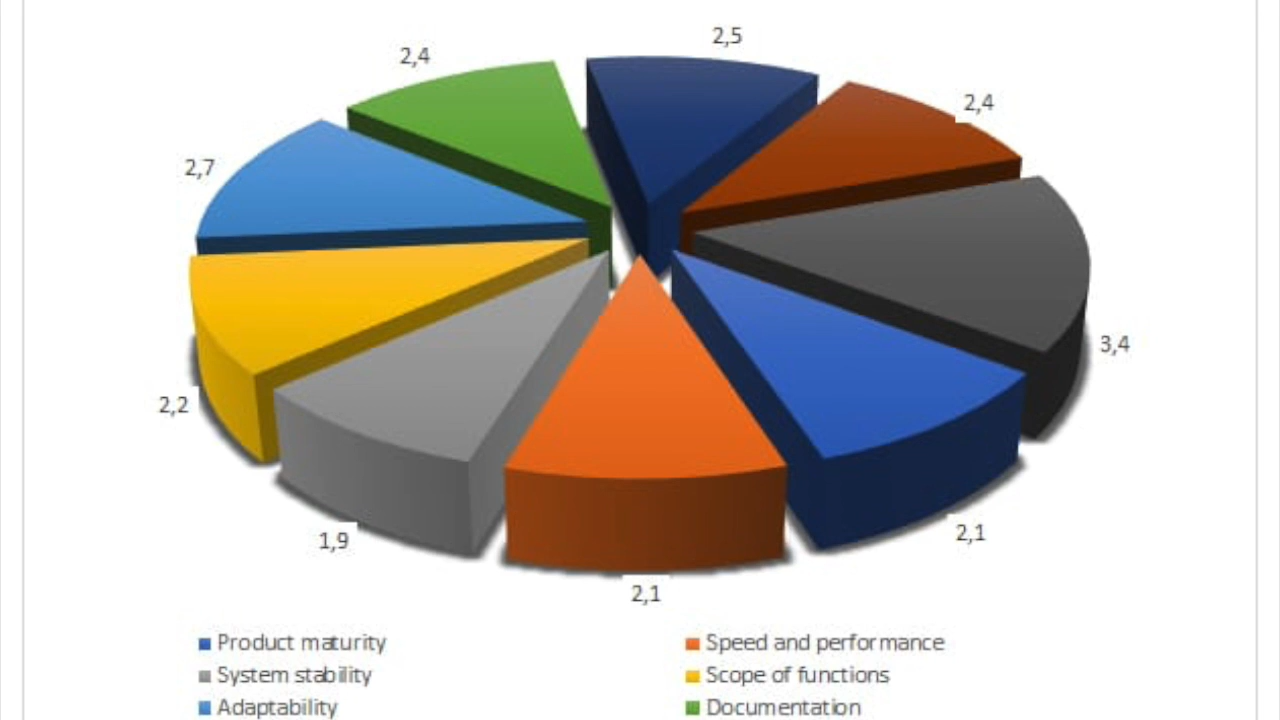 2,5
2,4
2,4
2,7
3,4
2,2
2,1
1,9
2,1
Product maturity
Speed and performance
System stability
Scope of functions
Adaptability
Documentation